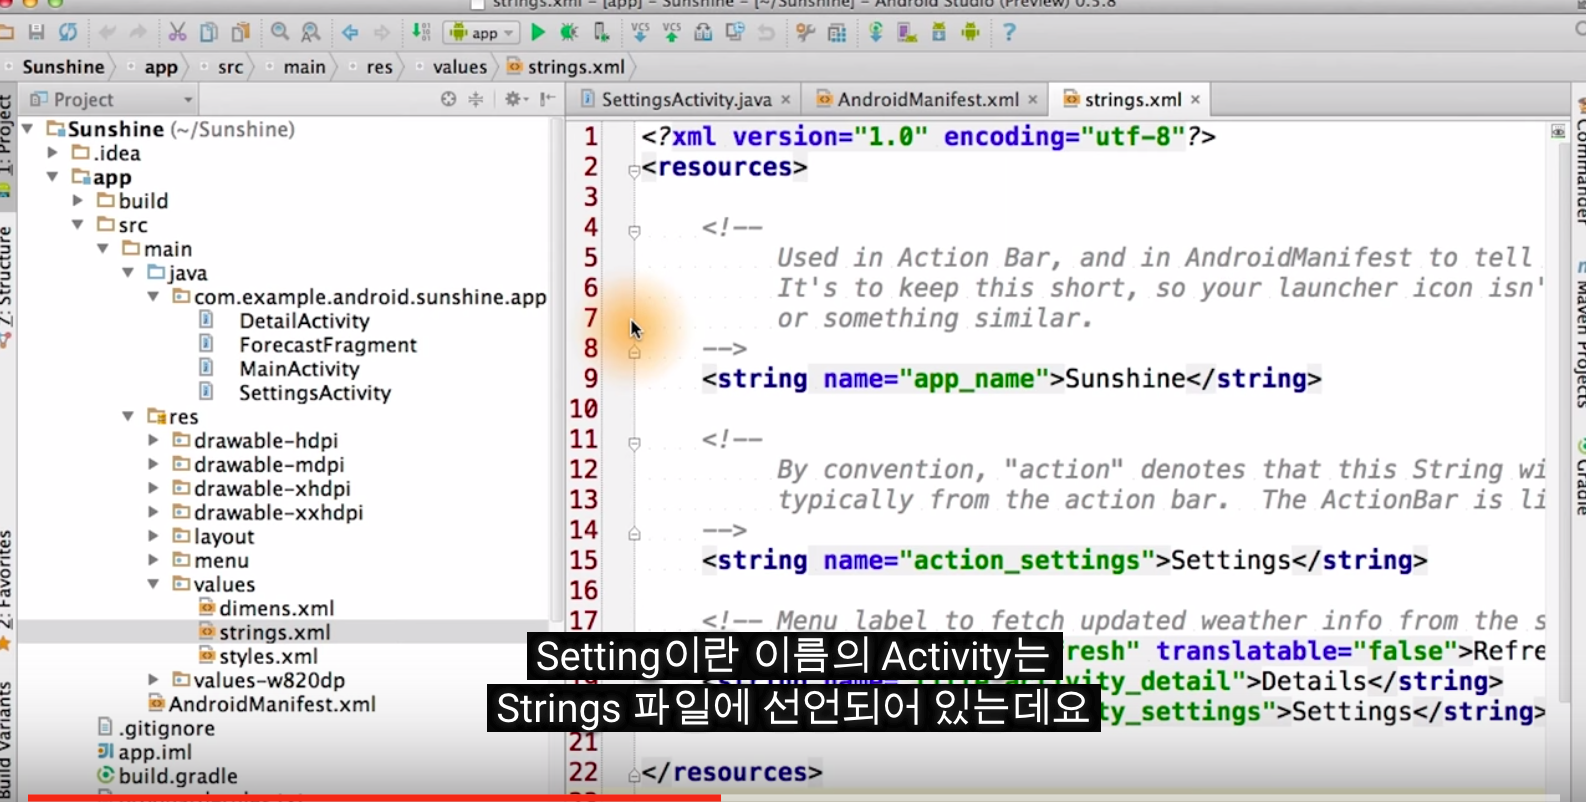 strings.xml – [app] – Sunshine – [~/Sunshine] – Android Studio (Preview) 0.5.8
app
Sunshine app src main res values strings.xml
Project
SettingsActivity.java AndroidManifest.xml strings.xml
1: Project
7: Structure
2: Favorites
Build Variants
Sunshine (~/Sunshine)
.idea
app
build
src
main
java
com.example.android.sunshine.app
DetailActivity
ForecastFragment
MainActivity
SettingsActivity
res
drawable-hdpi
drawable-mdpi
drawable-xhdpi
drawable-xxhdpi
layout
menu
values
dimens.xml
strings.xml
styles.xml
values-w820dp
AndroidManifest.xml
.gitignore
app.iml
build.gradle
1 <?xml version="1.0" encoding="utf-8"?>
2 <resources>
3
4 <!--
5 Used in Action Bar, and in AndroidManifest to tell
6 It's to keep this short, so your launcher icon isn'
7 or something similar.
8 -->
9 <string name="app_name">Sunshine</string>
10
11 <!--
12 By convention, "action" denotes that this String wi
13 typically from the action bar. The ActionBar is li
14 -->
15 <string name="action_settings">Settings</string>
16
17 <!-- Menu label to fetch updated weather info from the s
resh" translatable="false">Refre
ivity_detail">Details</string>
ty_settings">Settings</string>
21
22 </resources>
Setting이란 이름의 Activity는
Strings 파일에 선언되어 있는데요
Commander
Maven Projects
Gradle